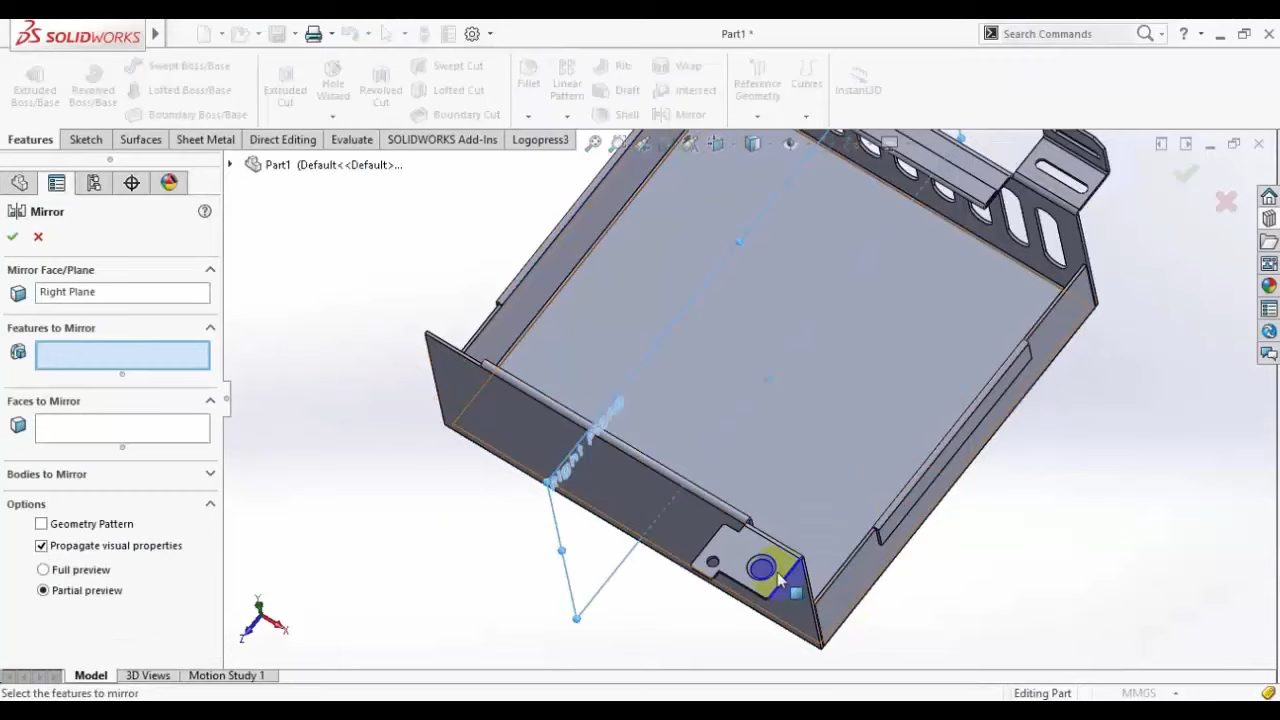 SOLIDWORKS
Part1 *
Search Commands
Extruded Boss/Base
Revolved Boss/Base
Swept Boss/Base
Lofted Boss/Base
Boundary Boss/Base
Extruded Cut
Hole Wizard
Revolved Cut
Swept Cut
Lofted Cut
Boundary Cut
Fillet
Linear Pattern
Rib
Draft
Shell
Wrap
Intersect
Mirror
Reference Geometry
Curves
Instant3D
Features
Sketch
Surfaces
Sheet Metal
Direct Editing
Evaluate
SOLIDWORKS Add-Ins
Logopress3
Part1 (Default<<Default>...
Mirror
Mirror Face/Plane
Right Plane
Features to Mirror
Faces to Mirror
Bodies to Mirror
Options
Geometry Pattern
Propagate visual properties
Full preview
Partial preview
Right Plane
Y
X
Z
Model
3D Views
Motion Study 1
Select the features to mirror
Editing Part
MMGS